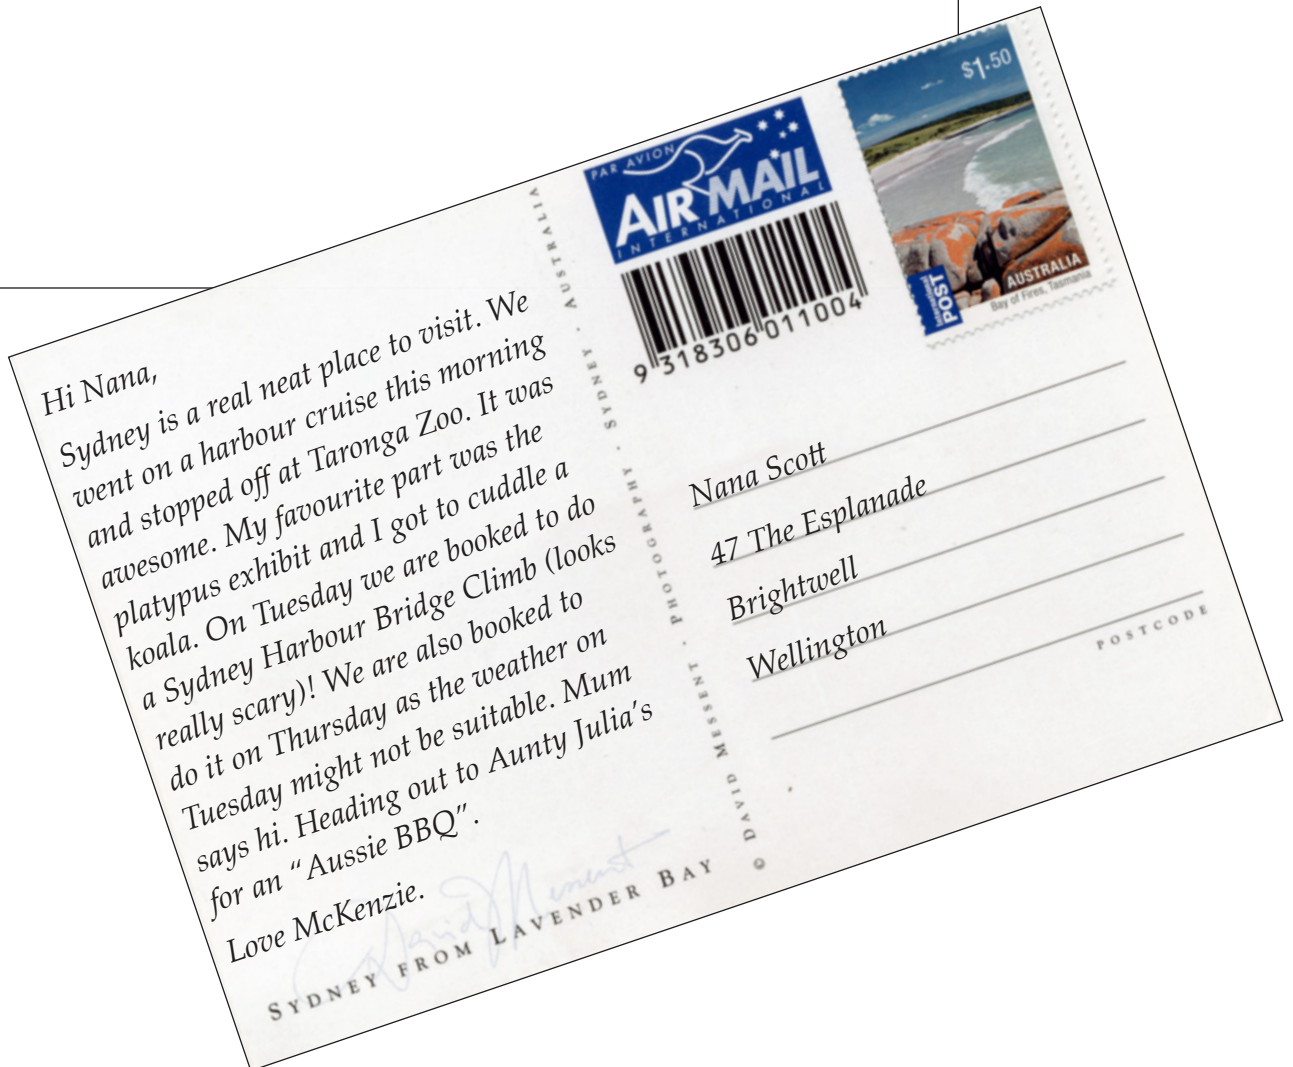 Hi Nana,
Sydney is a real neat place to visit. We
went on a harbour cruise this morning
and stopped off at Taronga Zoo. It was
awesome. My favourite part was the
platypus exhibit and I got to cuddle a
koala. On Tuesday we are booked to do
a Sydney Harbour Bridge Climb (looks
really scary)! We are also booked to
do it on Thursday as the weather on
Tuesday might not be suitable. Mum
says hi. Heading out to Aunty Julia's
for an "Aussie BBQ".
Love McKenzie.
David Messent
SYDNEY FROM LAVENDER BAY
© DAVID MESSENT · PHOTOGRAPHY · SYDNEY · AUSTRALIA
PAR AVION
AIR MAIL
INTERNATIONAL
9 318306 011004
$1.50
AUSTRALIA
Bay of Fires, Tasmania
International
POST
Nana Scott
47 The Esplanade
Brightwell
Wellington
POSTCODE